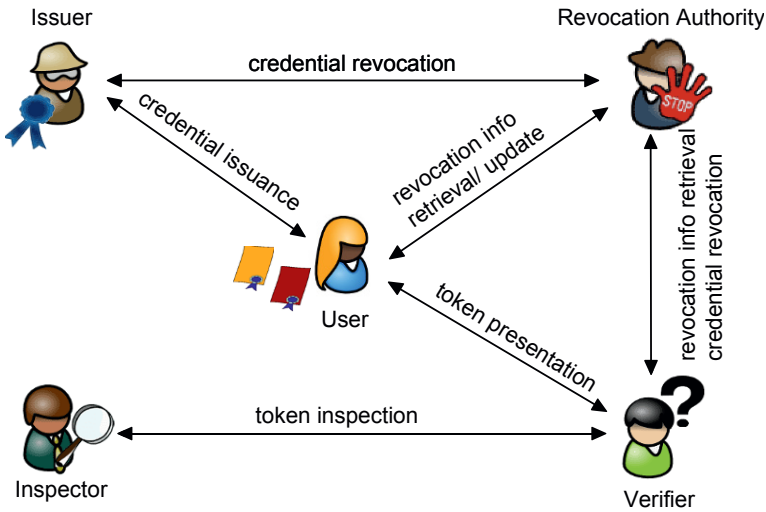 Issuer
Revocation Authority
credential revocation
STOP
credential issuance
revocation info
retrieval/ update
revocation info retrieval
credential revocation
User
token presentation
token inspection
Inspector
Verifier